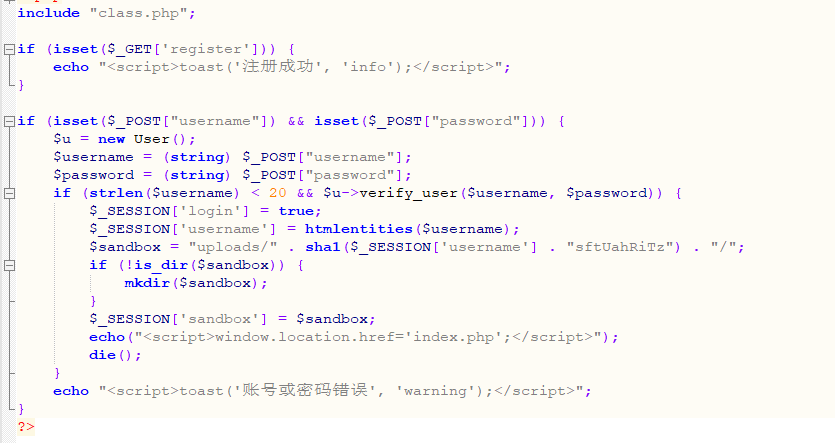 include "class.php";
if (isset($_GET['register'])) {
echo "<script>toast('注册成功', 'info');</script>";
}
if (isset($_POST["username"]) && isset($_POST["password"])) {
$u = new User();
$username = (string) $_POST["username"];
$password = (string) $_POST["password"];
if (strlen($username) < 20 && $u->verify_user($username, $password)) {
$_SESSION['login'] = true;
$_SESSION['username'] = htmlentities($username);
$sandbox = "uploads/" . sha1($_SESSION['username'] . "sftUahRiTz") . "/";
if (!is_dir($sandbox)) {
mkdir($sandbox);
}
$_SESSION['sandbox'] = $sandbox;
echo("<script>window.location.href='index.php';</script>");
die();
}
echo "<script>toast('账号或密码错误', 'warning');</script>";
}
?>